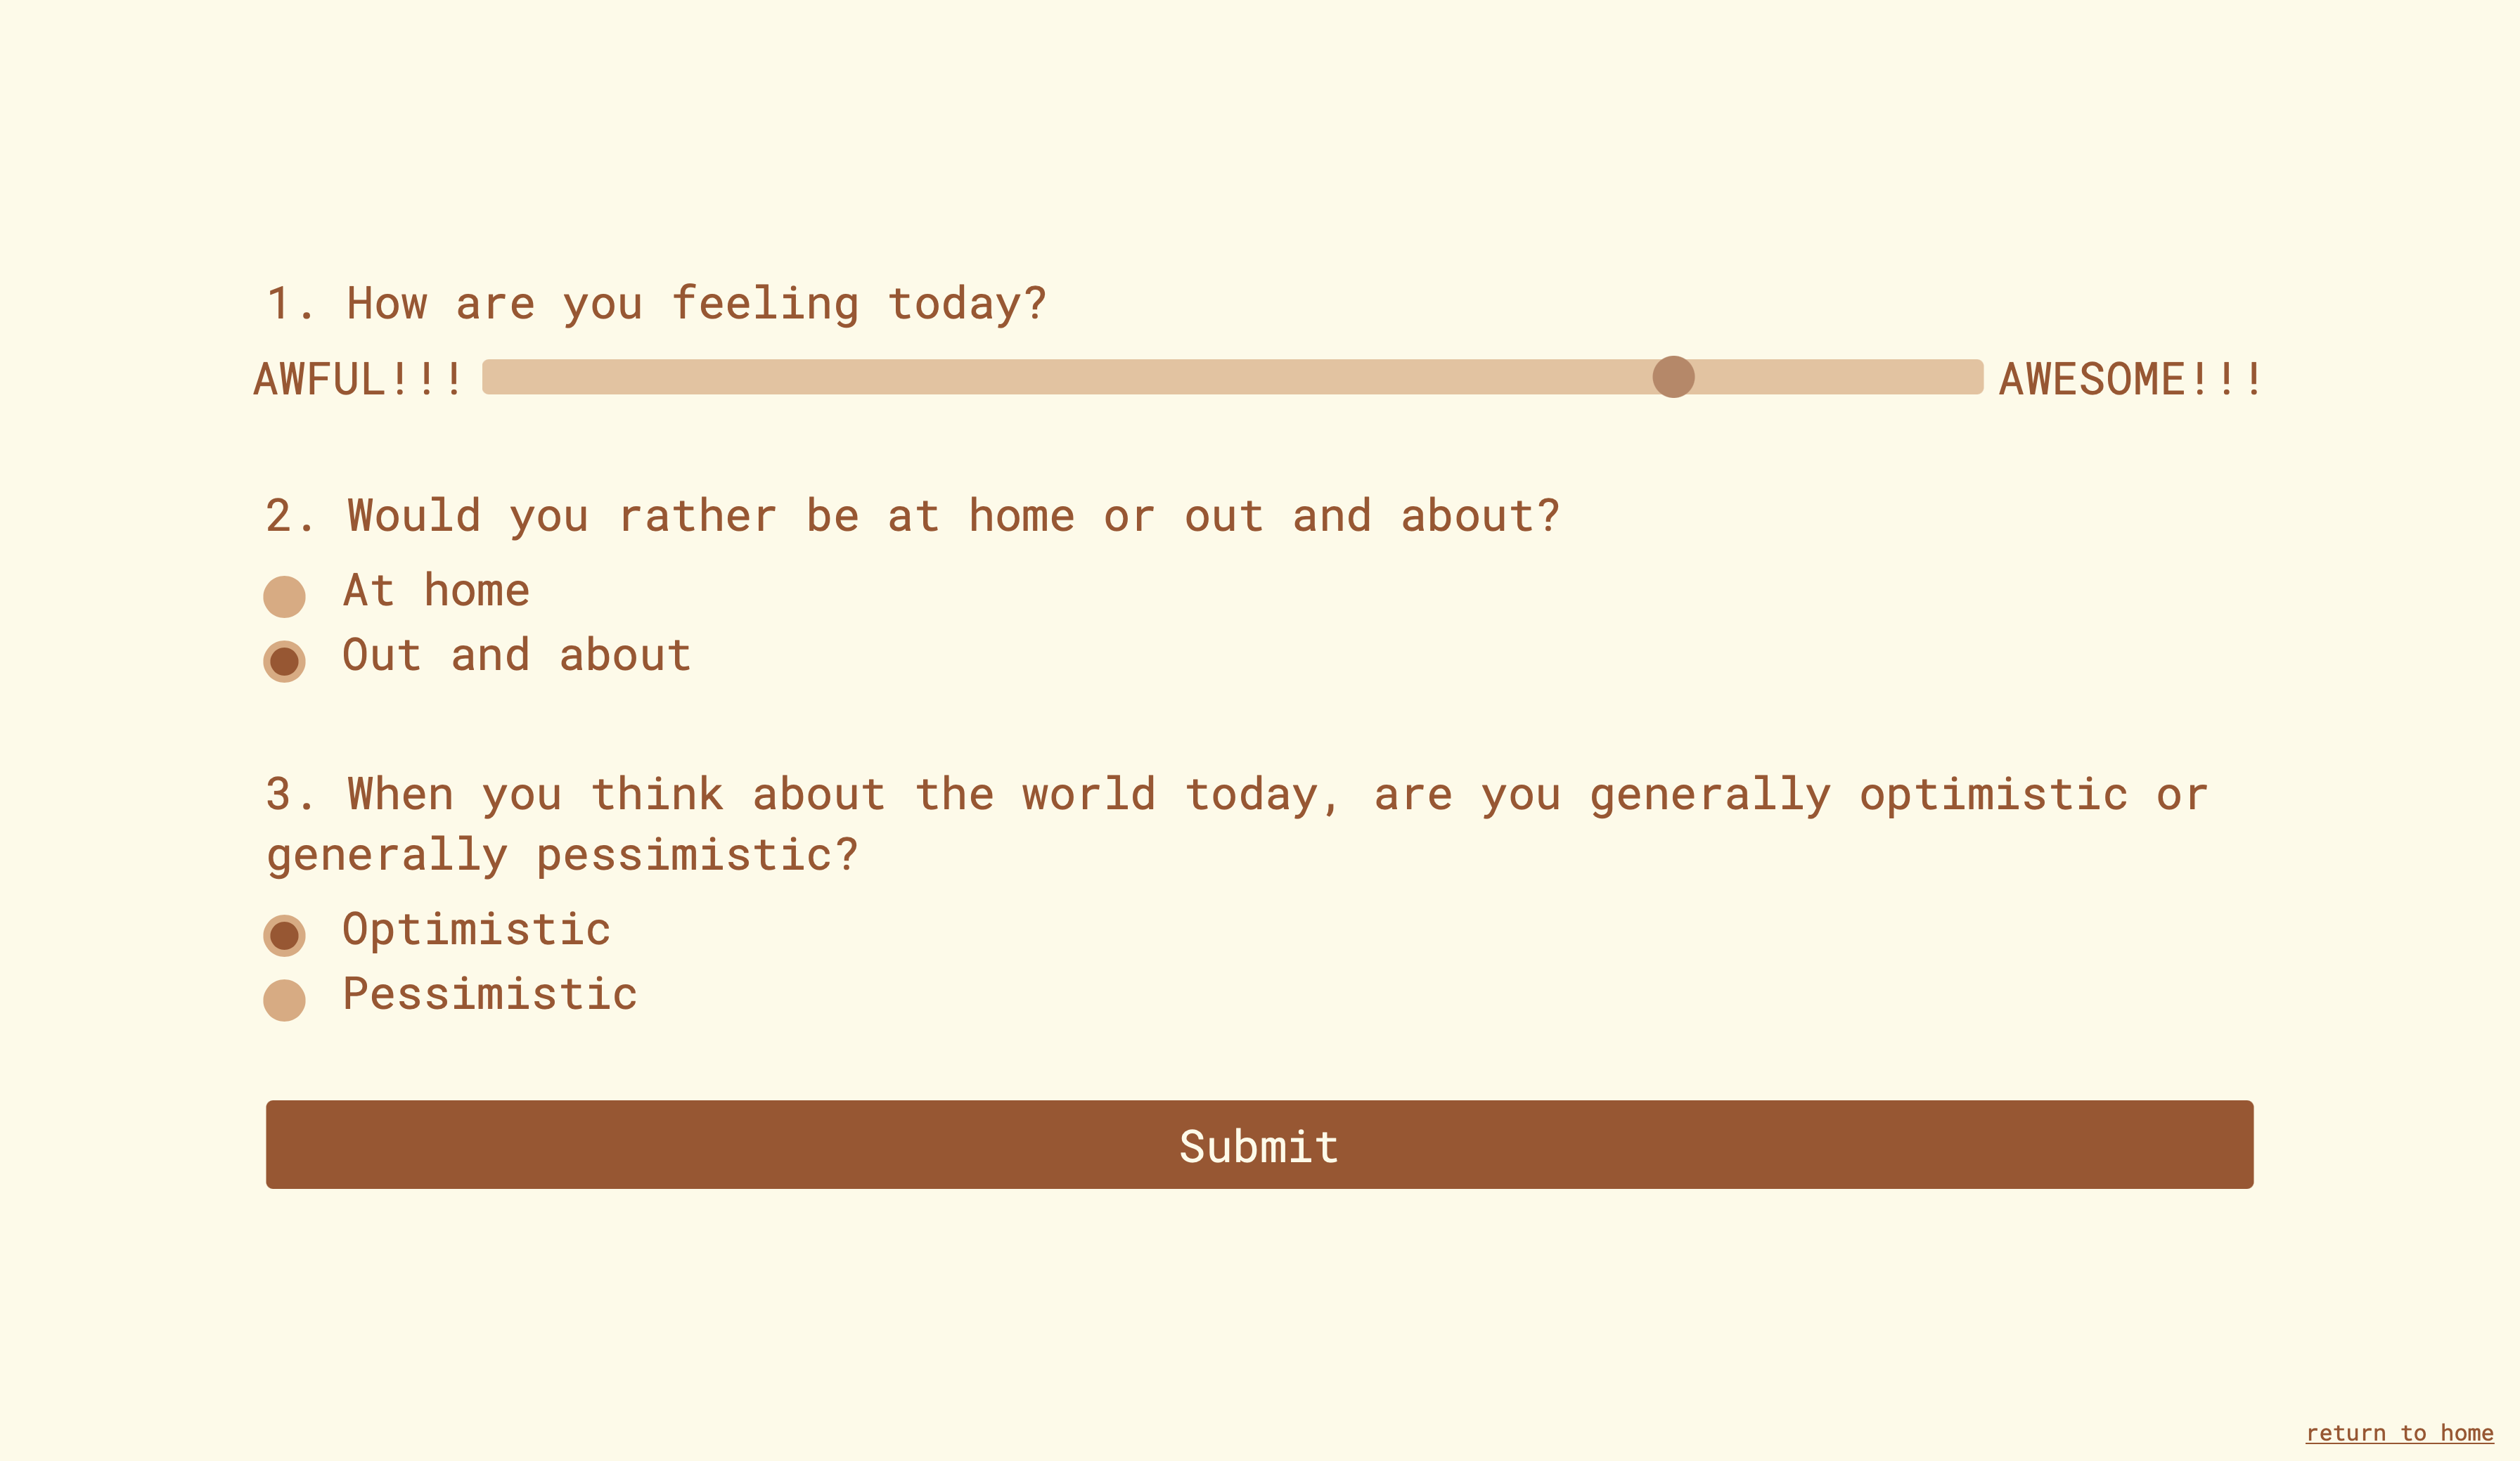 1. How are you feeling today?
AWFUL!!! AWESOME!!!
2. Would you rather be at home or out and about?
At home
Out and about
3. When you think about the world today, are you generally optimistic or
generally pessimistic?
Optimistic
Pessimistic
Submit
return to home